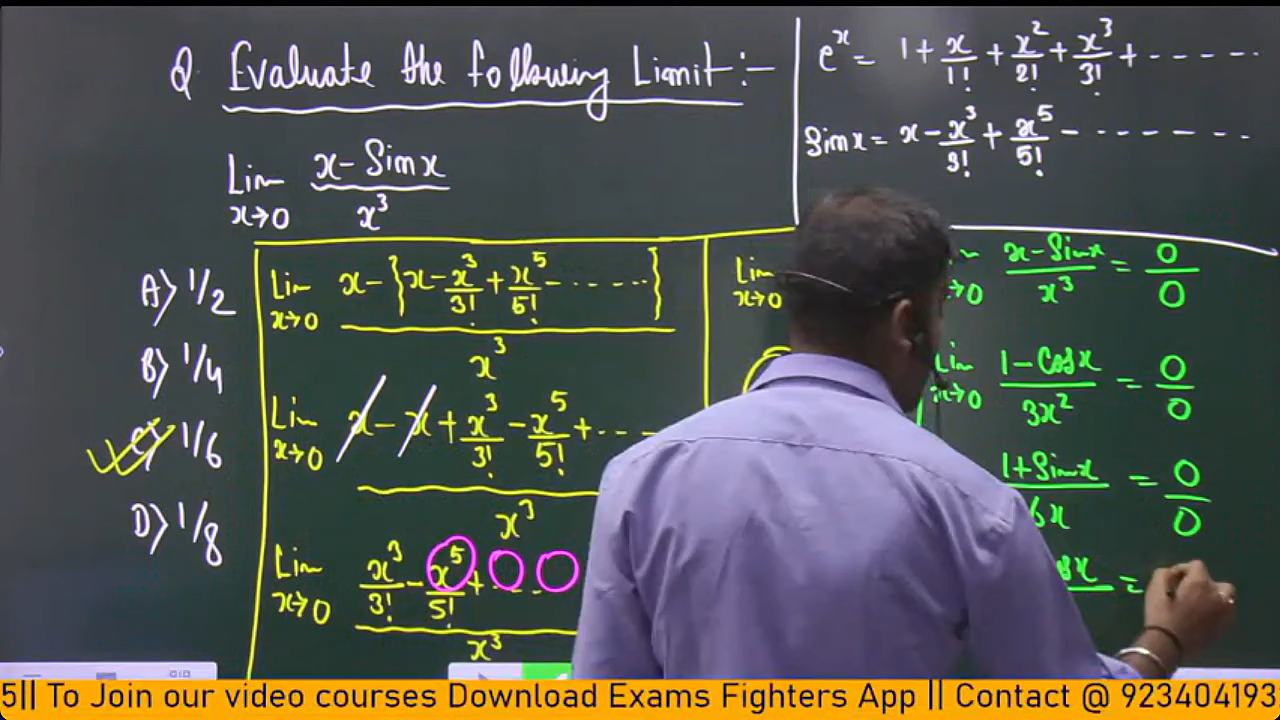 Q. Evaluate the following Limit :-
Lim x→0 x - Sin x / x³
A) 1/2
B) 1/4
C) 1/6
D) 1/8
eˣ = 1 + x/1! + x²/2! + x³/3! + ------
Sin x = x - x³/3! + x⁵/5! - --------
Lim x→0 x - { x - x³/3! + x⁵/5! - ------ } / x³
Lim x→0 x - x + x³/3! - x⁵/5! + ---- / x³
Lim x→0 x³/3! - x⁵/5! + / x³
Lim x→0
x - Sin x / x³ = 0/0
1 - Cos x / 3x² = 0/0
1 + Sin x / 6x = 0/0
=
5|| To Join our video courses Download Exams Fighters App || Contact @ 923404193